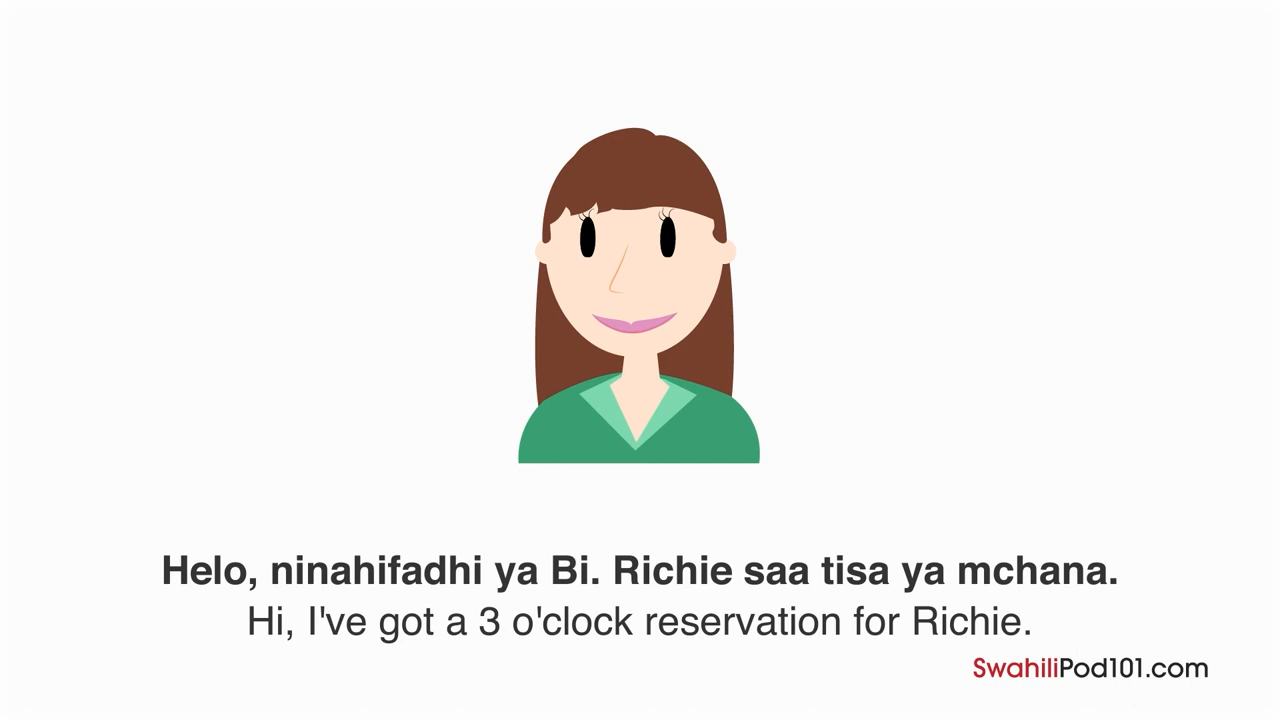 Helo, ninahifadhi ya Bi. Richie saa tisa ya mchana.
Hi, I've got a 3 o'clock reservation for Richie.
SwahiliPod101.com